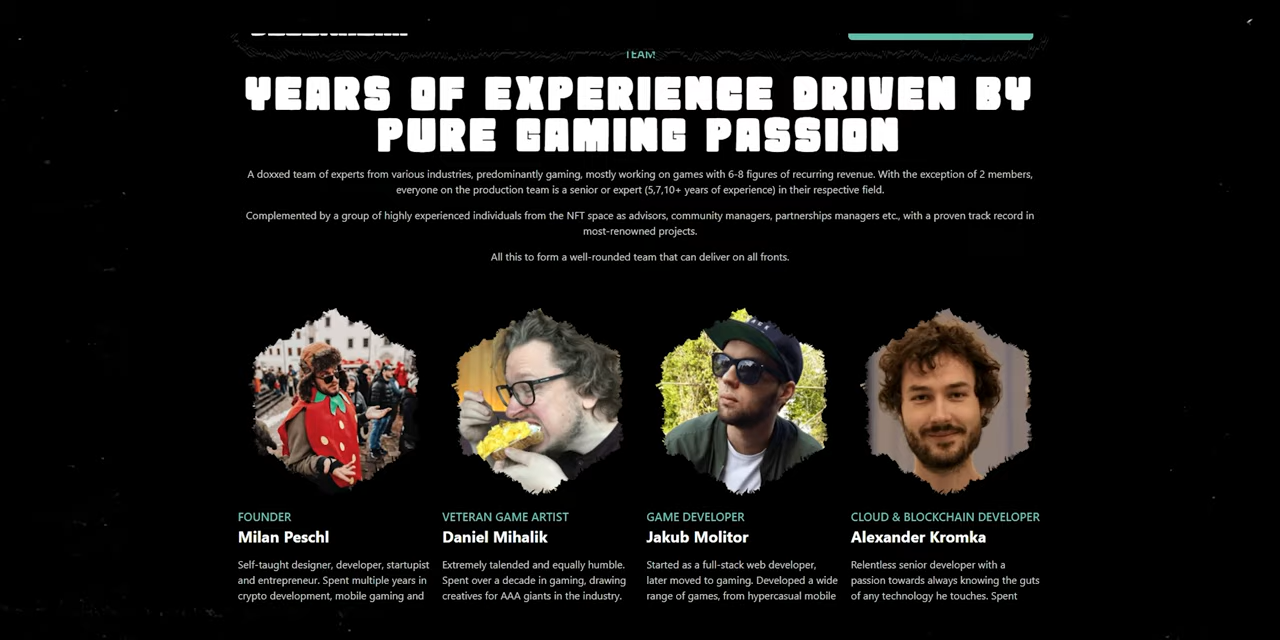 TEAM
YEARS OF EXPERIENCE DRIVEN BY
PURE GAMING PASSION
A doxxed team of experts from various industries, predominantly gaming, mostly working on games with 6-8 figures of recurring revenue. With the exception of 2 members,
everyone on the production team is a senior or expert (5,7,10+ years of experience) in their respective field.
Complemented by a group of highly experienced individuals from the NFT space as advisors, community managers, partnerships managers etc., with a proven track record in
most-renowned projects.
All this to form a well-rounded team that can deliver on all fronts.
FOUNDER
Milan Peschl
Self-taught designer, developer, startupist
and entrepreneur. Spent multiple years in
crypto development, mobile gaming and
VETERAN GAME ARTIST
Daniel Mihalik
Extremely talented and equally humble.
Spent over a decade in gaming, drawing
creatives for AAA giants in the industry.
GAME DEVELOPER
Jakub Molitor
Started as a full-stack web developer,
later moved to gaming. Developed a wide
range of games, from hypercasual mobile
CLOUD & BLOCKCHAIN DEVELOPER
Alexander Kromka
Relentless senior developer with a
passion towards always knowing the guts
of any technology he touches. Spent